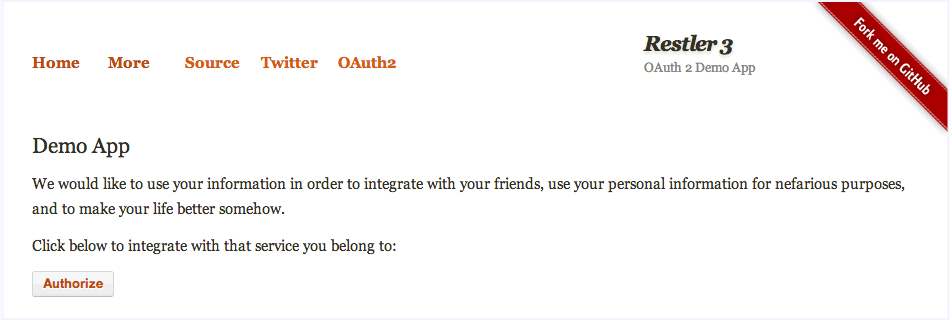 Home More Source Twitter OAuth2
Restler 3
OAuth 2 Demo App
Fork me on GitHub
Demo App
We would like to use your information in order to integrate with your friends, use your personal information for nefarious purposes,
and to make your life better somehow.
Click below to integrate with that service you belong to:
Authorize